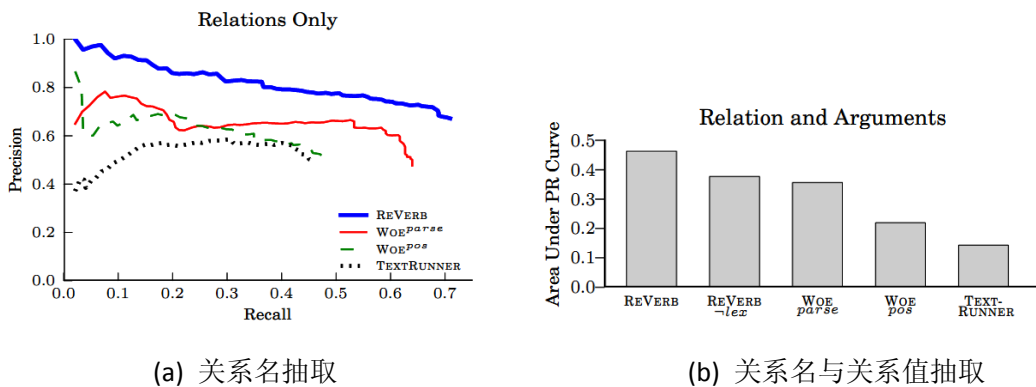 Relations Only
1.0
0.8
0.6
0.4
0.2
0.0
Precision
REVERB
WOE^parse
WOE^pos
TEXTRUNNER
0.0 0.1 0.2 0.3 0.4 0.5 0.6 0.7
Recall
(a) 关系名抽取
Relation and Arguments
0.5
0.4
0.3
0.2
0.1
0.0
Area Under PR Curve
REVERB
REVERB
¬lex
WOE
parse
WOE
pos
TEXT-
RUNNER
(b) 关系名与关系值抽取